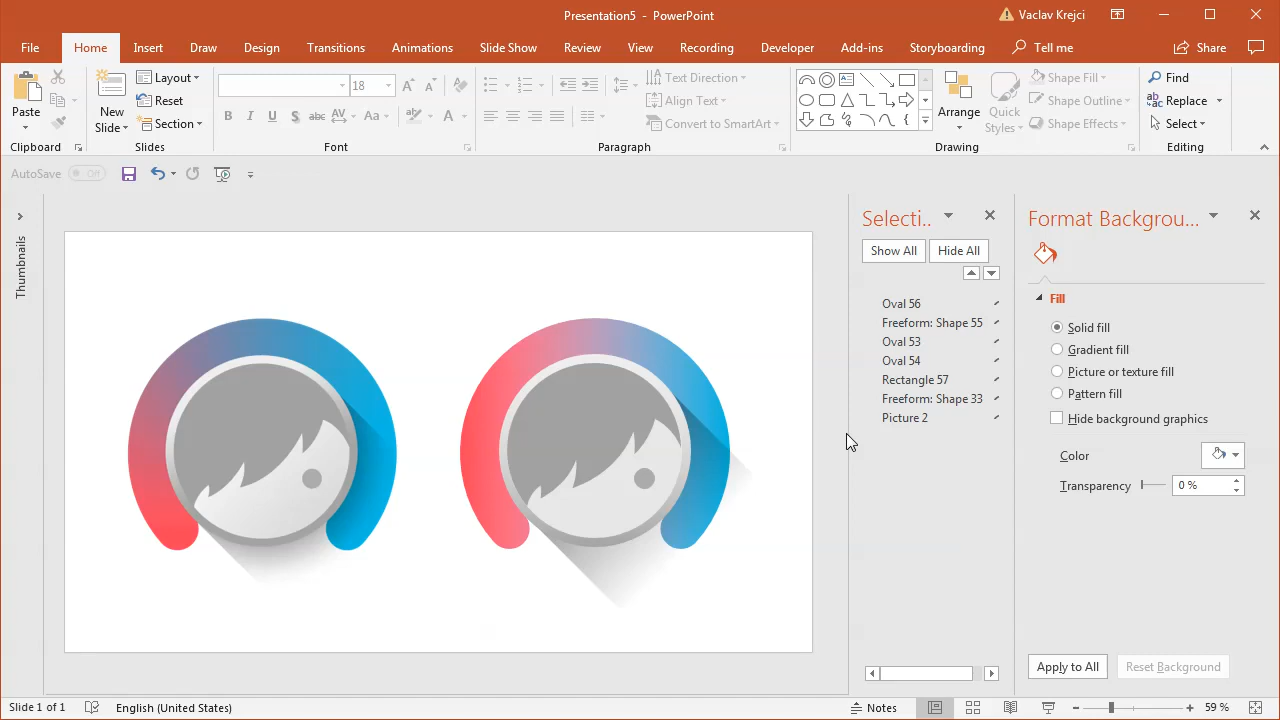 Presentation5 - PowerPoint
Vaclav Krejci
File Home Insert Draw Design Transitions Animations Slide Show Review View Recording Developer Add-ins Storyboarding Tell me Share
Paste
Clipboard
New Slide
Layout
Reset
Section
Slides
18
B I U S abc AV Aa A
Font
Text Direction
Align Text
Convert to SmartArt
Paragraph
Arrange
Quick Styles
Shape Fill
Shape Outline
Shape Effects
Drawing
Find
Replace
Select
Editing
AutoSave Off
Thumbnails
Selecti..
Show All Hide All
Oval 56
Freeform: Shape 55
Oval 53
Oval 54
Rectangle 57
Freeform: Shape 33
Picture 2
Format Backgrou...
Fill
Solid fill
Gradient fill
Picture or texture fill
Pattern fill
Hide background graphics
Color
Transparency 0 %
Apply to All Reset Background
Slide 1 of 1 English (United States) Notes 59 %